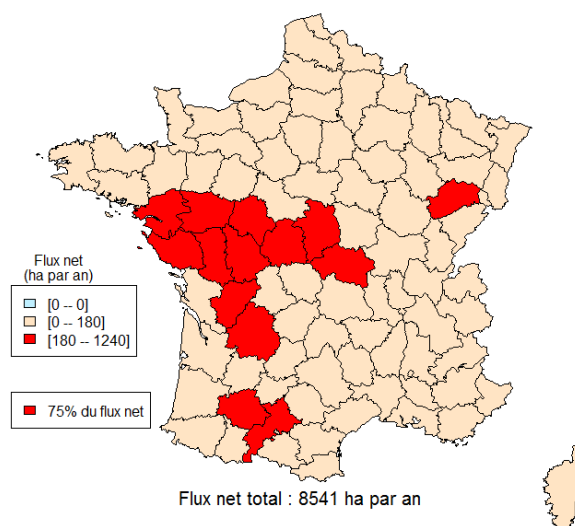 Flux net
(ha par an)
[0 -- 0]
[0 -- 180]
[180 -- 1240]
75% du flux net
Flux net total : 8541 ha par an